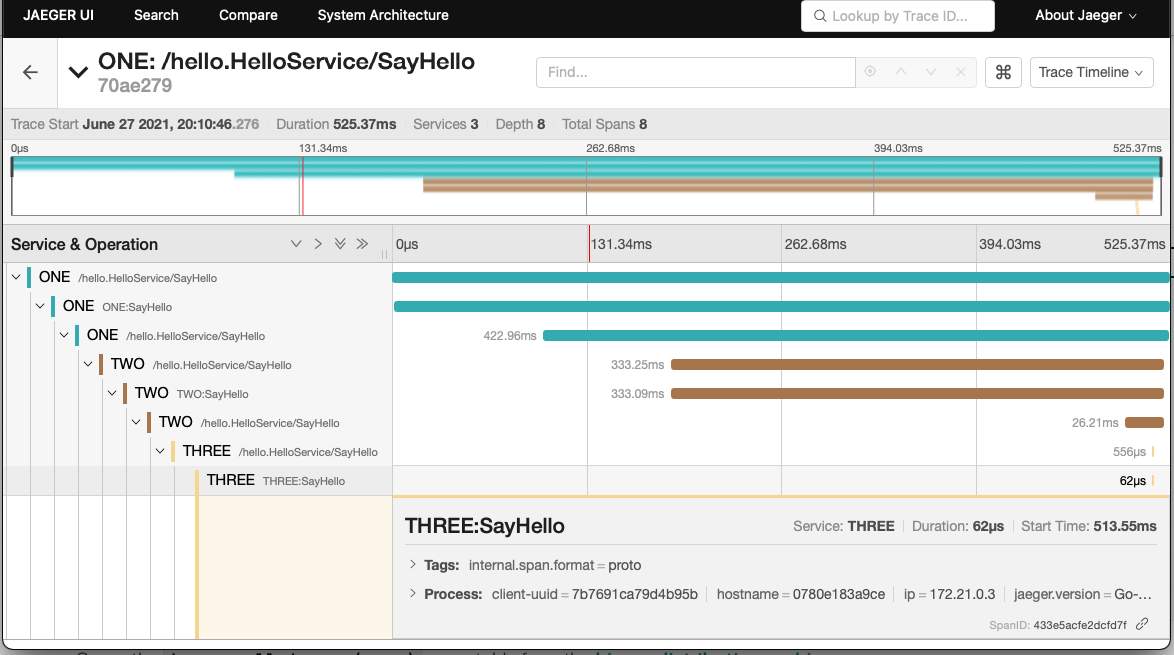 JAEGER UI Search Compare System Architecture Lookup by Trace ID... About Jaeger
ONE: /hello.HelloService/SayHello
70ae279
Find... ⌘ Trace Timeline
Trace Start June 27 2021, 20:10:46.276 Duration 525.37ms Services 3 Depth 8 Total Spans 8
0μs 131.34ms 262.68ms 394.03ms 525.37ms
Service & Operation 0μs 131.34ms 262.68ms 394.03ms 525.37ms
ONE /hello.HelloService/SayHello
ONE ONE:SayHello
ONE /hello.HelloService/SayHello 422.96ms
TWO /hello.HelloService/SayHello 333.25ms
TWO TWO:SayHello 333.09ms
TWO /hello.HelloService/SayHello 26.21ms
THREE /hello.HelloService/SayHello 556μs
THREE THREE:SayHello 62μs
THREE:SayHello Service: THREE Duration: 62μs Start Time: 513.55ms
Tags: internal.span.format = proto
Process: client-uuid = 7b7691ca79d4b95b hostname = 0780e183a9ce ip = 172.21.0.3 jaeger.version = Go-...
SpanID: 433e5acfe2dcfd7f